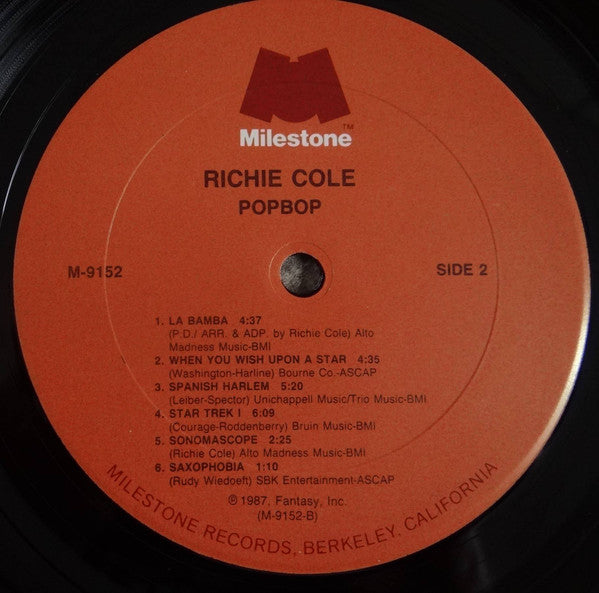 Milestone™
RICHIE COLE
POPBOP
M-9152
SIDE 2
1. LA BAMBA 4:37
(P.D./ ARR. & ADP. by Richie Cole) Alto
Madness Music-BMI
2. WHEN YOU WISH UPON A STAR 4:35
(Washington-Harline) Bourne Co.-ASCAP
3. SPANISH HARLEM 5:20
(Leiber-Spector) Unichappell Music/Trio Music-BMI
4. STAR TREK I 6:09
(Courage-Roddenberry) Bruin Music-BMI
5. SONOMASCOPE 2:25
(Richie Cole) Alto Madness Music-BMI
6. SAXOPHOBIA 1:10
(Rudy Wiedoeft) SBK Entertainment-ASCAP
℗ 1987, Fantasy, Inc.
(M-9152-B)
MILESTONE RECORDS, BERKELEY, CALIFORNIA